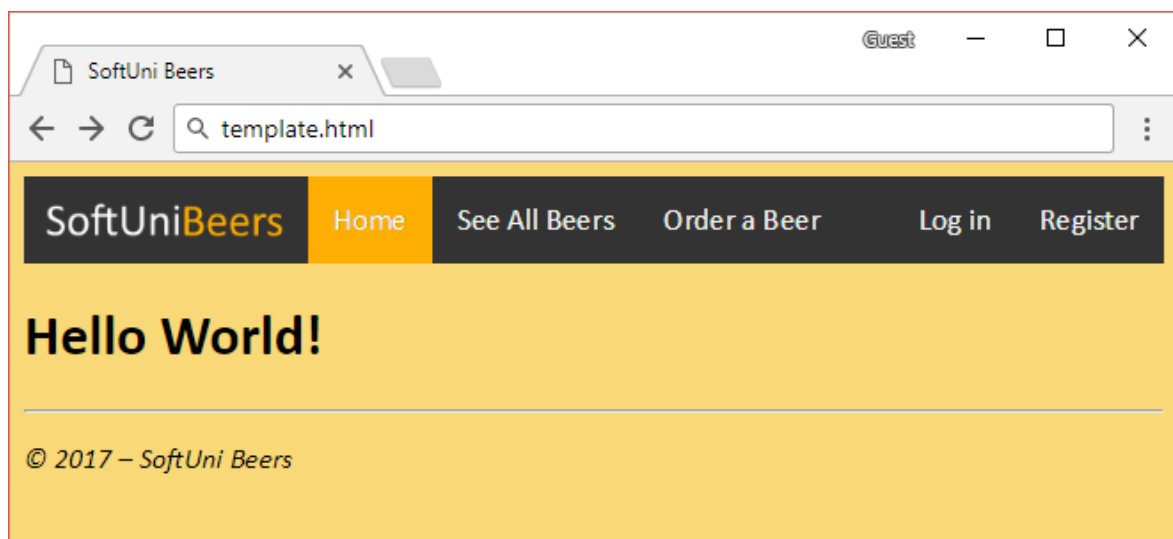 Guest
SoftUni Beers
template.html
SoftUniBeers Home See All Beers Order a Beer Log in Register
Hello World!
© 2017 – SoftUni Beers